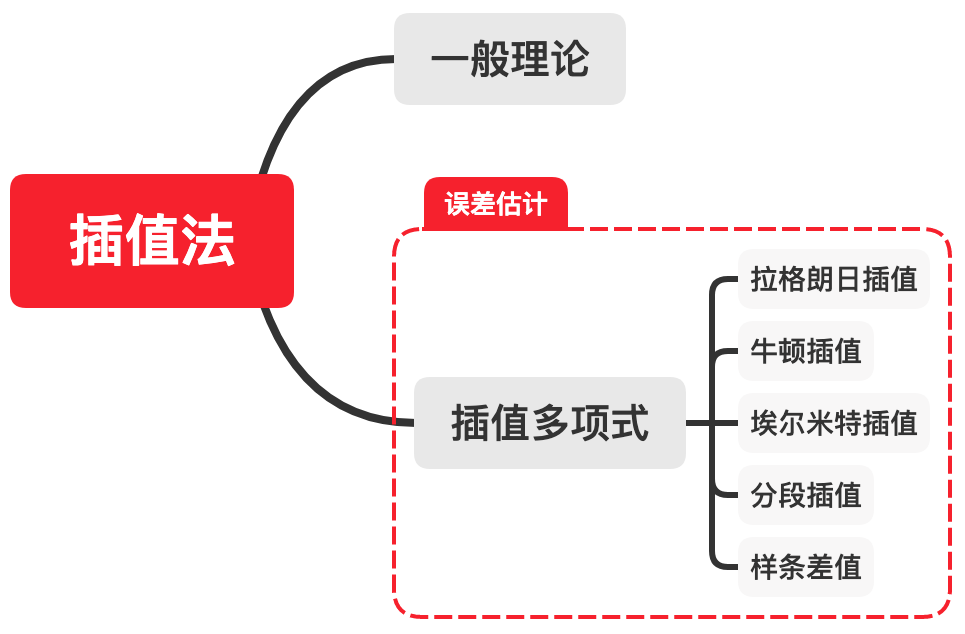 一般理论
插值法
误差估计
拉格朗日插值
牛顿插值
插值多项式
埃尔米特插值
分段插值
样条差值